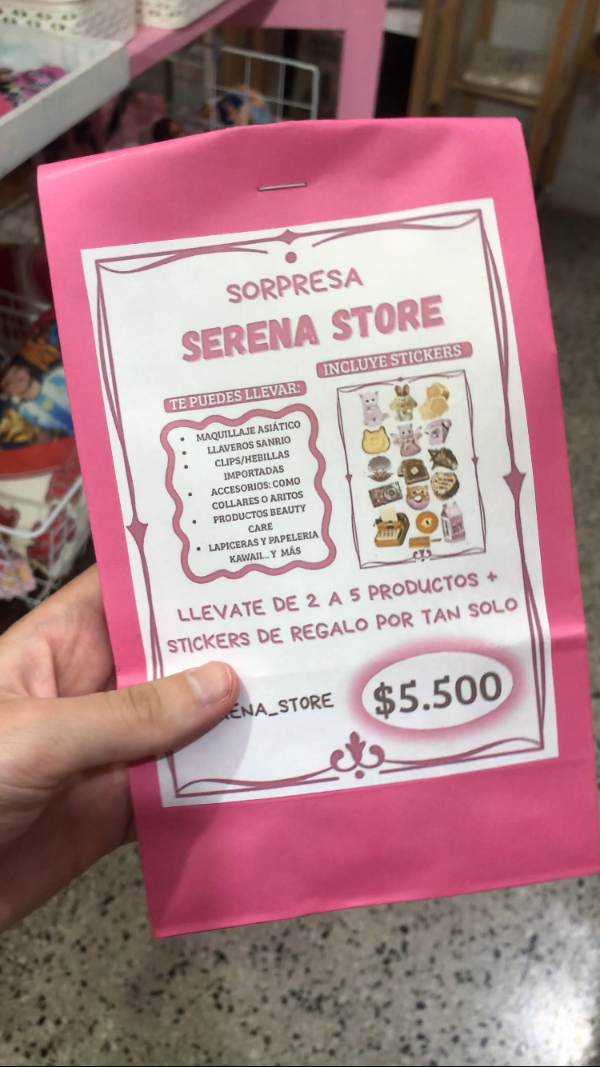 SORPRESA
SERENA STORE
TE PUEDES LLEVAR:
• MAQUILLAJE ASIÁTICO
• LLAVEROS SANRIO
• CLIPS/HEBILLAS
IMPORTADAS
• ACCESORIOS: COMO
COLLARES O ARITOS
• PRODUCTOS BEAUTY
CARE
• LAPICERAS Y PAPELERIA
KAWAII... Y MÁS
INCLUYE STICKERS
LLEVATE DE 2 A 5 PRODUCTOS +
STICKERS DE REGALO POR TAN SOLO
ENA_STORE
$5.500